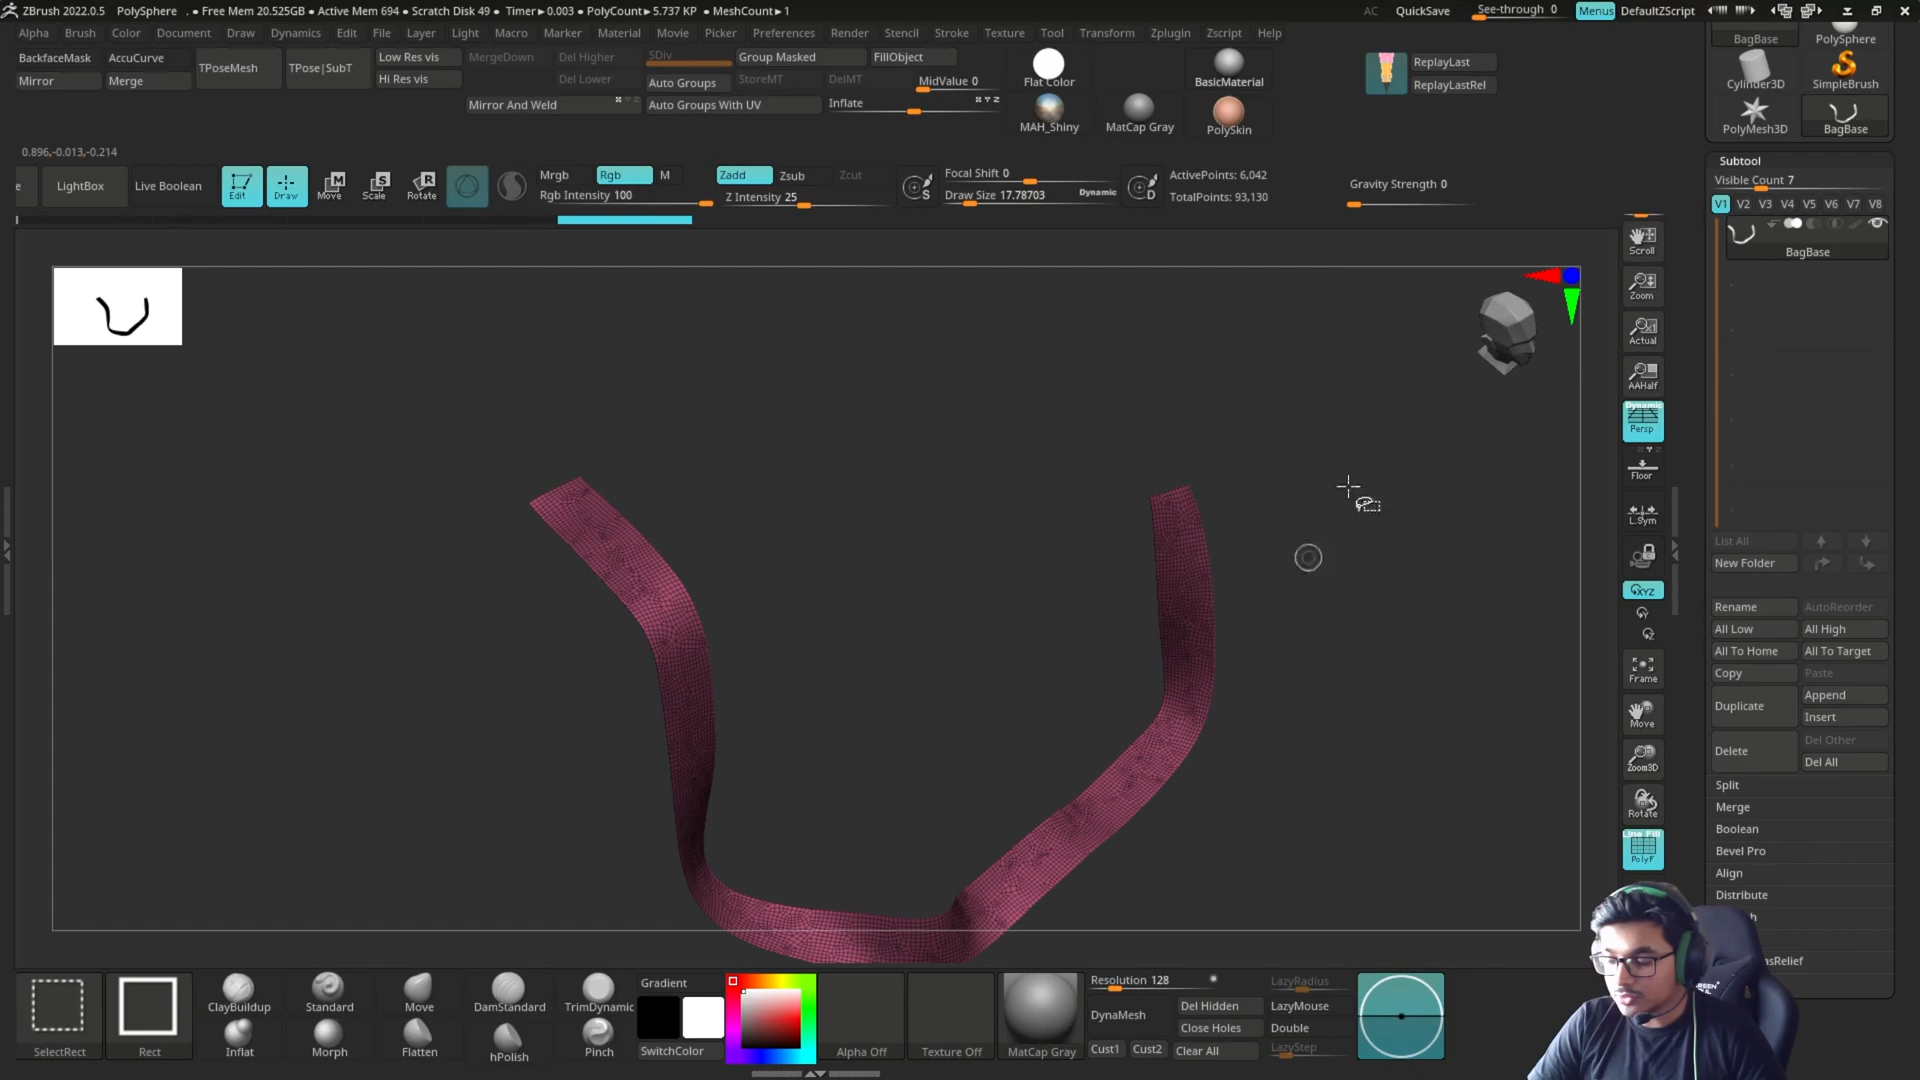 ZBrush 2022.0.5 PolySphere . • Free Mem 20.525GB • Active Mem 694 • Scratch Disk 49 • Timer▸0.003 • PolyCount▸5.737 KP • MeshCount▸1 AC QuickSave See-through 0 Menus DefaultZScript
Alpha Brush Color Document Draw Dynamics Edit File Layer Light Macro Marker Material Movie Picker Preferences Render Stencil Stroke Texture Tool Transform Zplugin Zscript Help
BackfaceMask AccuCurve TPoseMesh TPose|SubT Low Res vis MergeDown Del Higher SDiv Group Masked FillObject
Mirror Merge Hi Res vis Del Lower Auto Groups StoreMT DelMT MidValue 0
Mirror And Weld Auto Groups With UV Inflate
Flat Color BasicMaterial ReplayLast
ReplayLastRel
MAH_Shiny MatCap Gray PolySkin
BagBase PolySphere
Cylinder3D SimpleBrush
PolyMesh3D BagBase
0.896,-0.013,-0.214
e LightBox Live Boolean Edit Draw Move Scale Rotate
Mrgb Rgb M Zadd Zsub Zcut Focal Shift 0 ActivePoints: 6,042
Rgb Intensity 100 Z Intensity 25 Draw Size 17.78703 Dynamic TotalPoints: 93,130
S D
Gravity Strength 0
Subtool
Visible Count 7
V1 V2 V3 V4 V5 V6 V7 V8
BagBase
Scroll
Zoom
Actual
AAHalf
Dynamic
Persp
Floor
L.Sym
XYZ
Frame
Move
Zoom3D
Rotate
Line Fill
PolyF
List All
New Folder
Rename AutoReorder
All Low All High
All To Home All To Target
Copy Paste
Duplicate Append
Insert
Delete Del Other
Del All
Split
Merge
Boolean
Bevel Pro
Align
Distribute
SelectRect Rect
ClayBuildup Standard Move DamStandard TrimDynamic
Inflat Morph Flatten hPolish Pinch
Gradient
SwitchColor
Alpha Off Texture Off MatCap Gray
Resolution 128 LazyRadius
DynaMesh Del Hidden LazyMouse
Close Holes Double
Cust1 Cust2 Clear All LazyStep